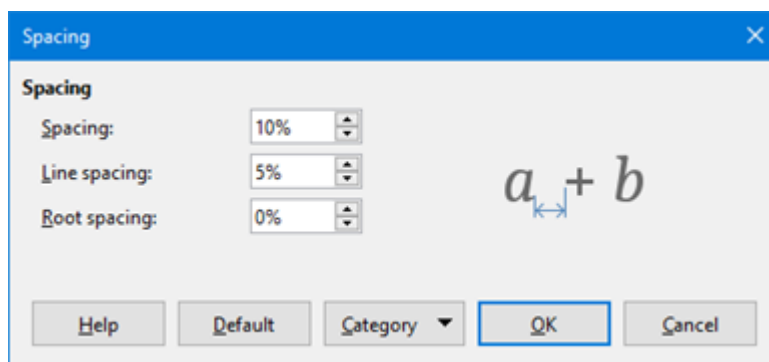 Spacing
Spacing
Spacing: 10%
Line spacing: 5%
Root spacing: 0%
a + b
Help Default Category OK Cancel